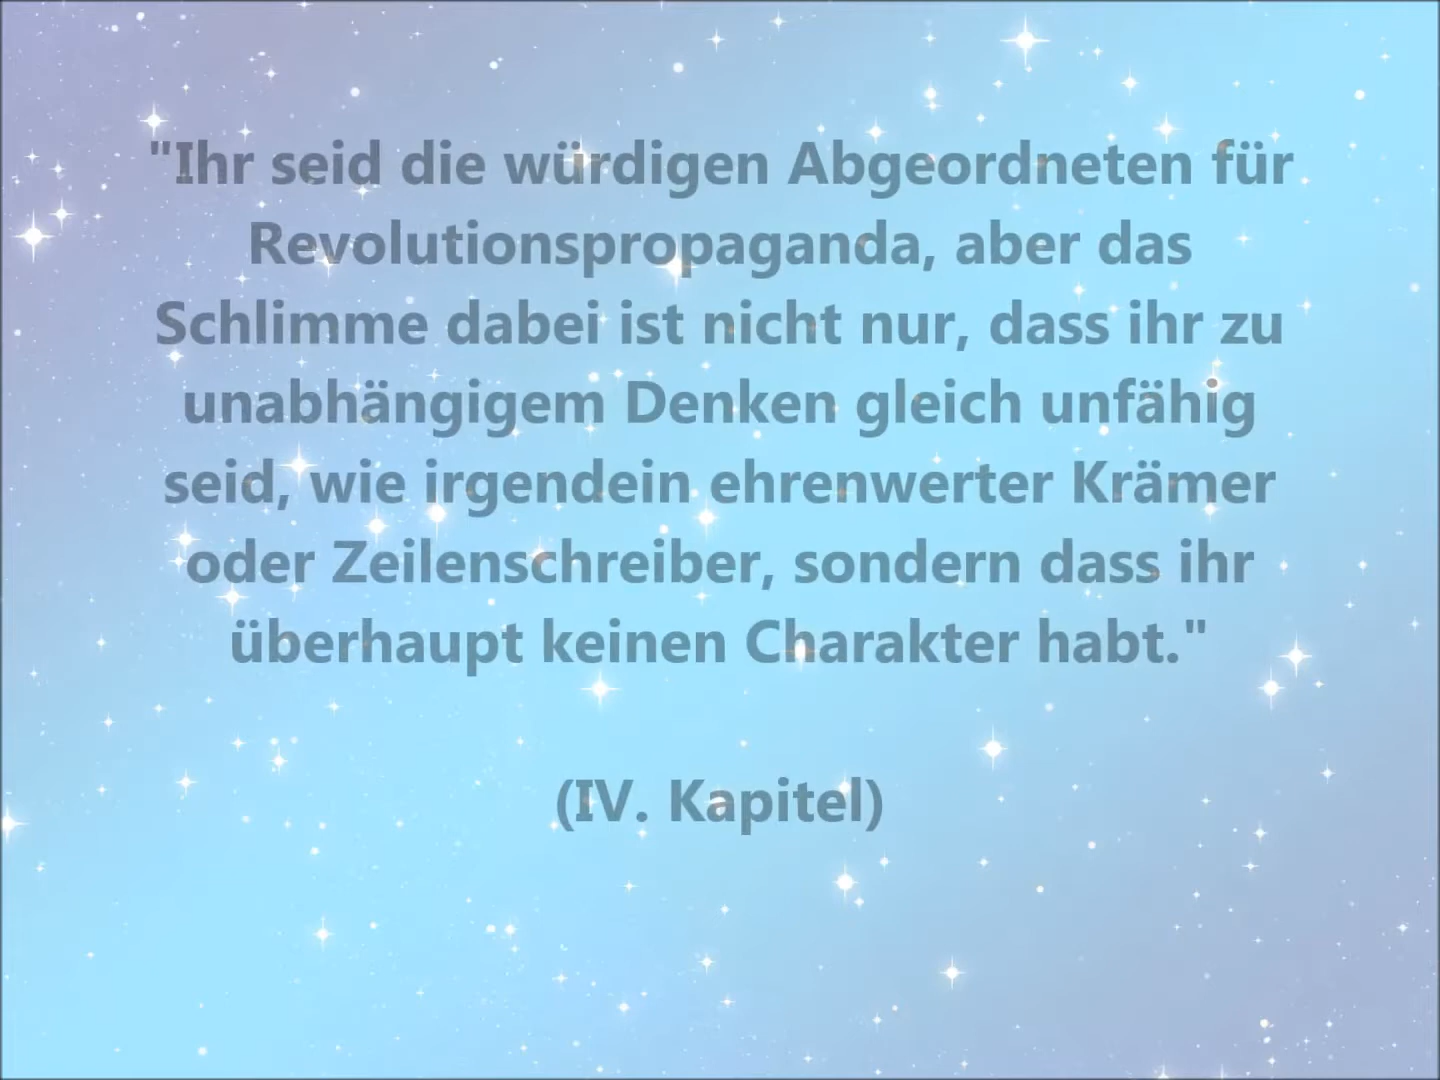 "Ihr seid die würdigen Abgeordneten für
Revolutionspropaganda, aber das
Schlimme dabei ist nicht nur, dass ihr zu
unabhängigem Denken gleich unfähig
seid, wie irgendein ehrenwerter Krämer
oder Zeilenschreiber, sondern dass ihr
überhaupt keinen Charakter habt."
(IV. Kapitel)